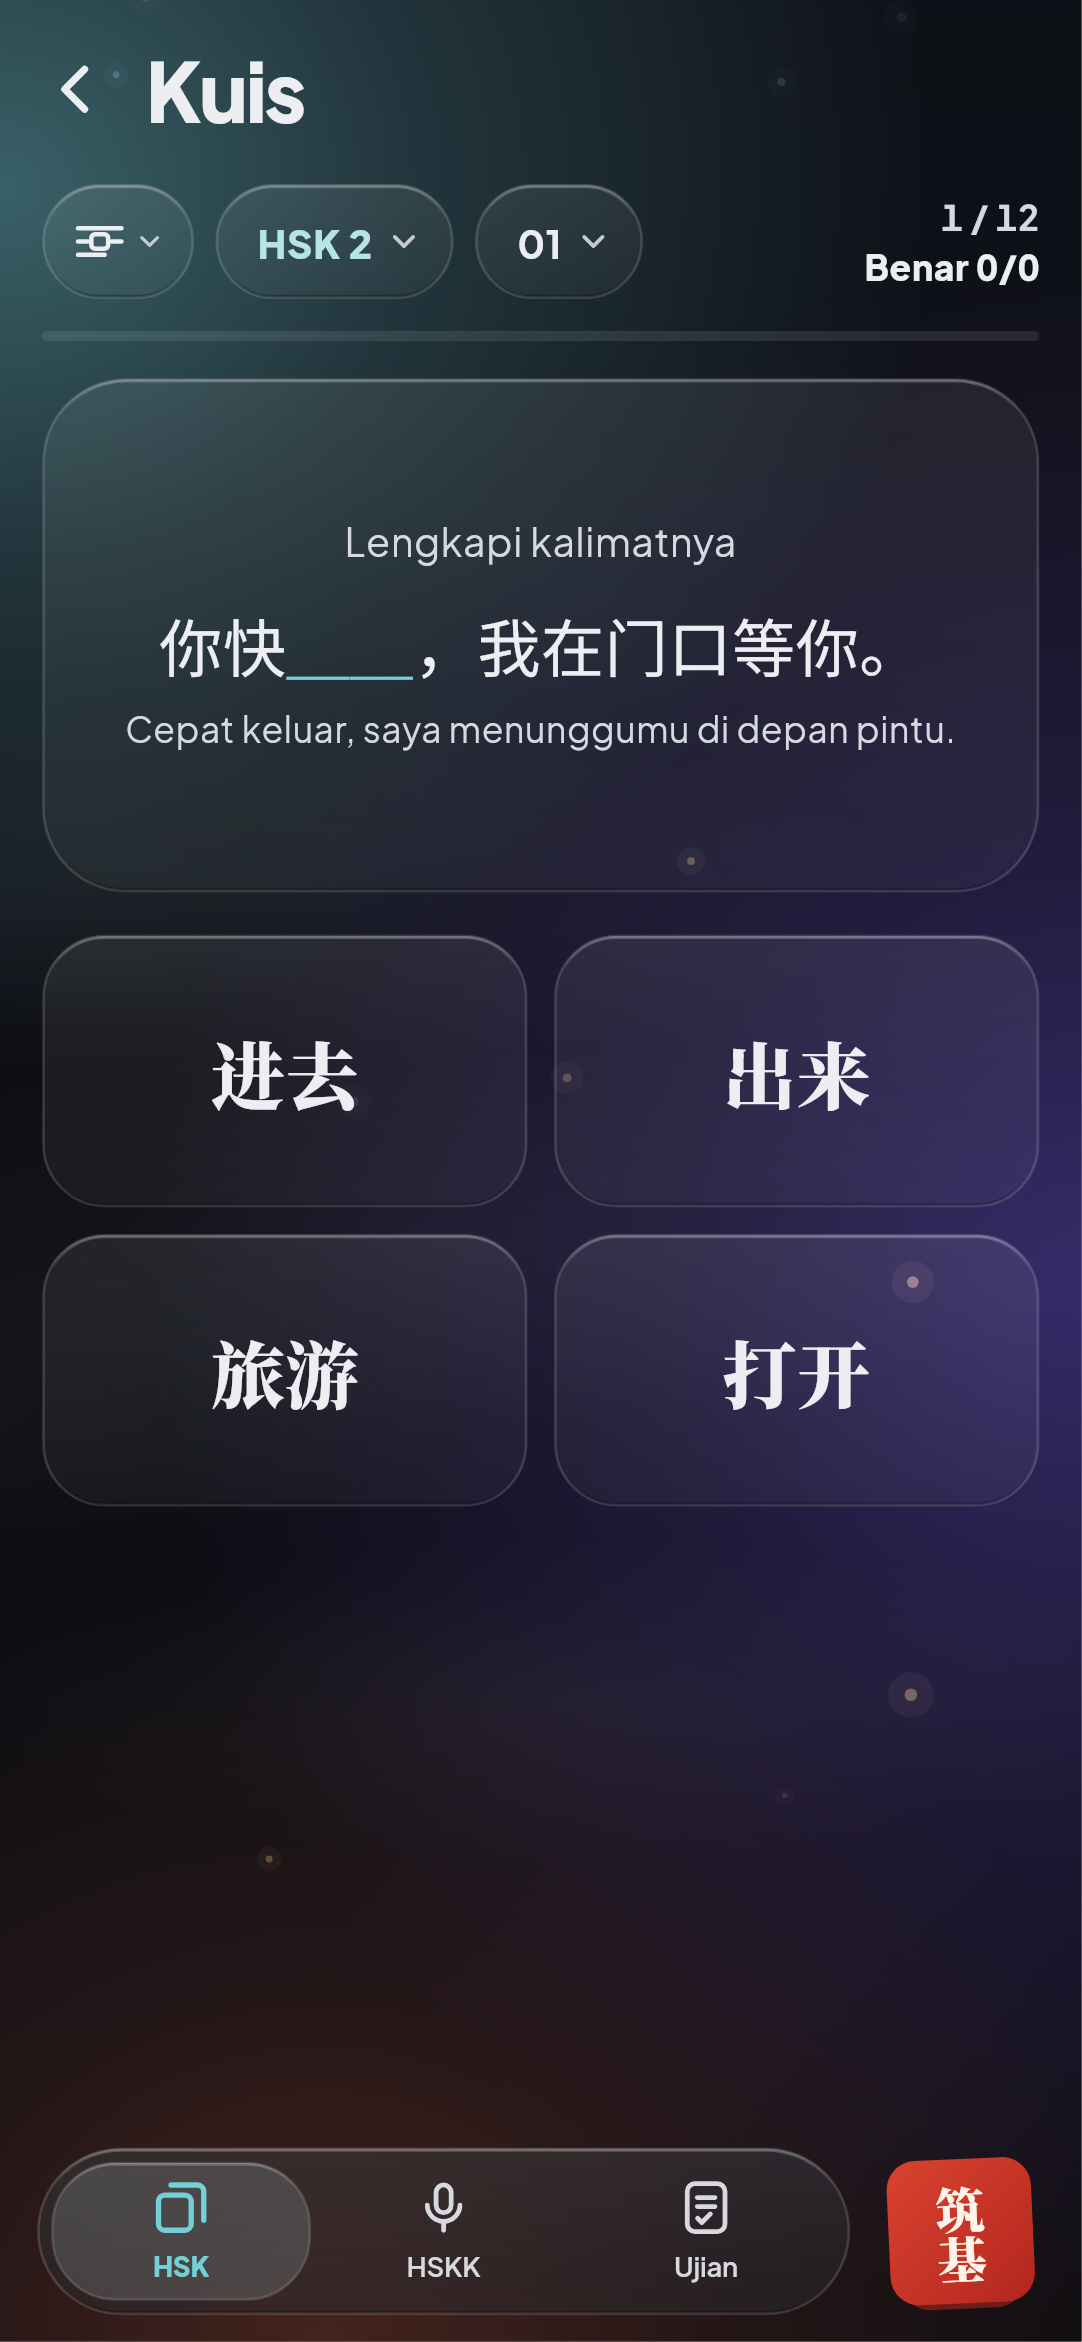 Kuis
HSK 2
01
1 / 12
Benar 0/0
Lengkapi kalimatnya
你快____，我在门口等你。
Cepat keluar, saya menunggumu di depan pintu.
进去
出来
旅游
打开
HSK
HSKK
Ujian
筑
基